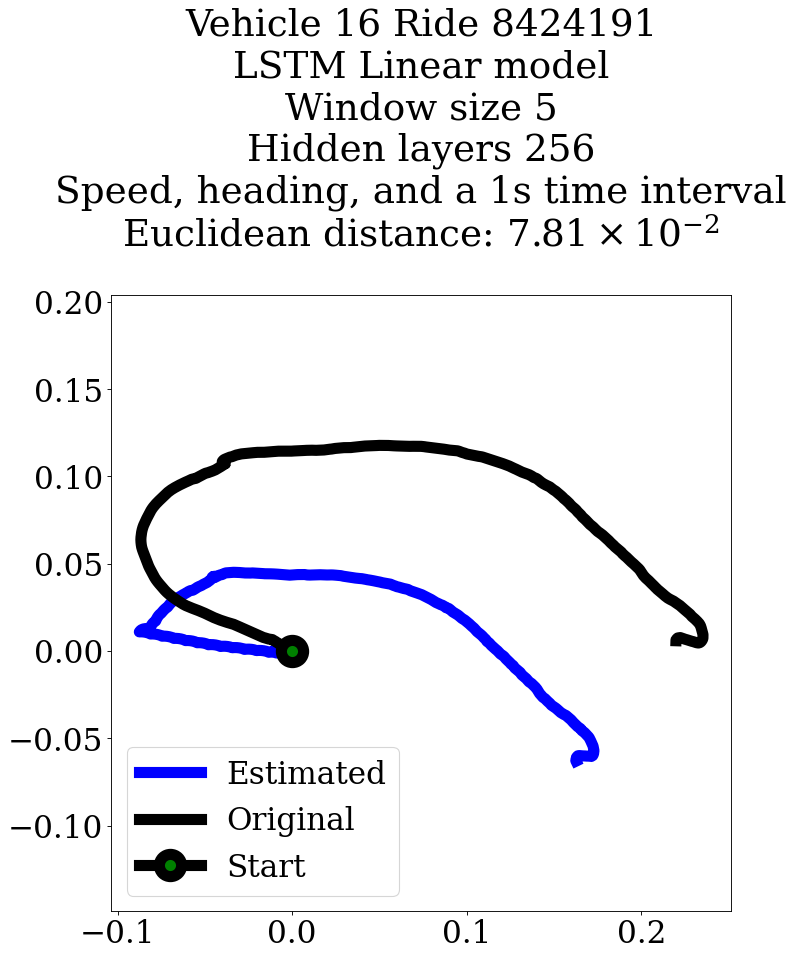 Vehicle 16 Ride 8424191
LSTM Linear model
Window size 5
Hidden layers 256
Speed, heading, and a 1s time interval
Euclidean distance: 7.81 × 10⁻²
0.20
0.15
0.10
0.05
0.00
−0.05
−0.10
Estimated
Original
Start
−0.1 0.0 0.1 0.2